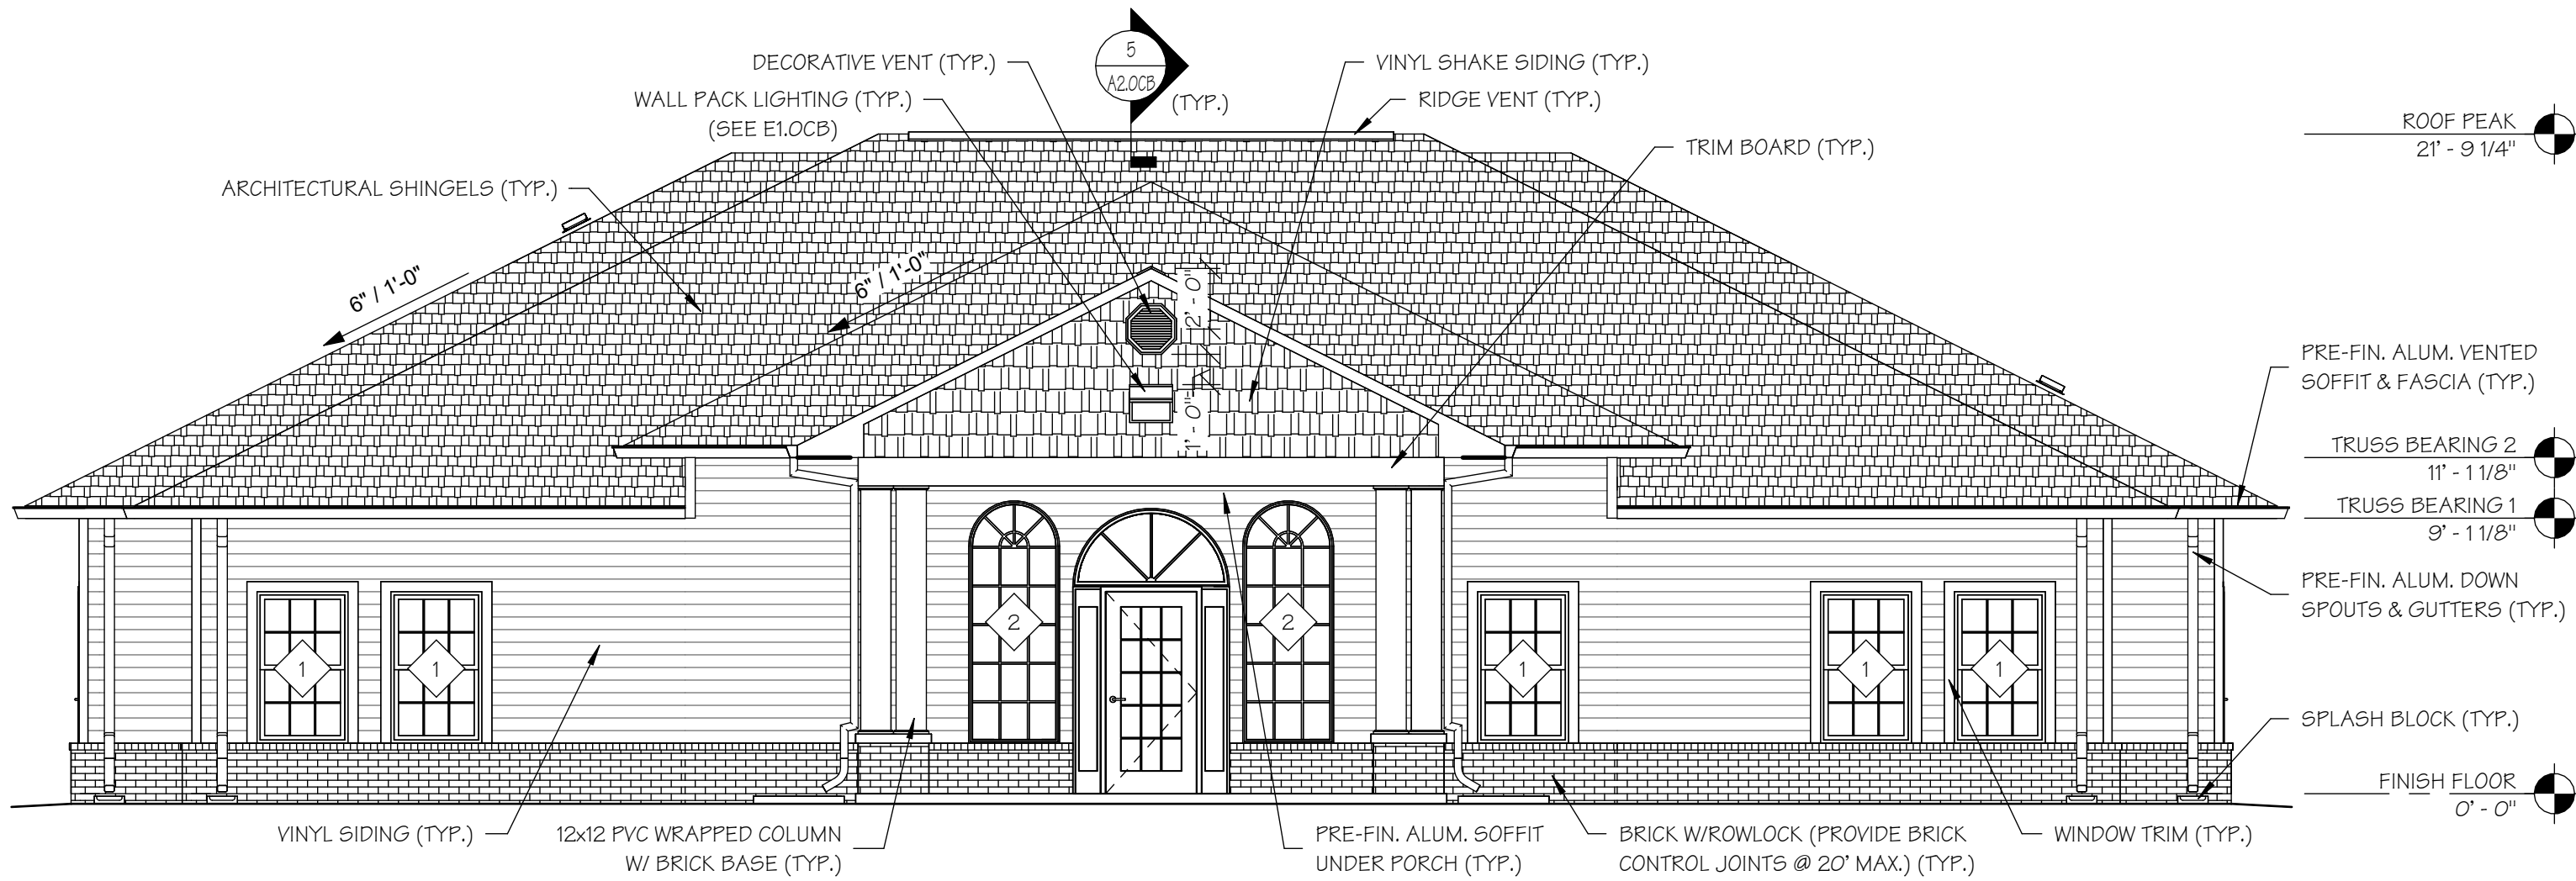 5
A2.0CB
(TYP.)
DECORATIVE VENT (TYP.)
WALL PACK LIGHTING (TYP.)
(SEE E1.0CB)
ARCHITECTURAL SHINGELS (TYP.)
VINYL SHAKE SIDING (TYP.)
RIDGE VENT (TYP.)
TRIM BOARD (TYP.)
ROOF PEAK
21' - 9 1/4"
6" / 1'-0"
6" / 1'-0"
2' - 0"
1' - 0"
PRE-FIN. ALUM. VENTED
SOFFIT & FASCIA (TYP.)
TRUSS BEARING 2
11' - 1 1/8"
TRUSS BEARING 1
9' - 1 1/8"
PRE-FIN. ALUM. DOWN
SPOUTS & GUTTERS (TYP.)
1
1
2
2
1
1
1
SPLASH BLOCK (TYP.)
FINISH FLOOR
0' - 0"
VINYL SIDING (TYP.)
12x12 PVC WRAPPED COLUMN
W/ BRICK BASE (TYP.)
PRE-FIN. ALUM. SOFFIT
UNDER PORCH (TYP.)
BRICK W/ROWLOCK (PROVIDE BRICK
CONTROL JOINTS @ 20' MAX.) (TYP.)
WINDOW TRIM (TYP.)